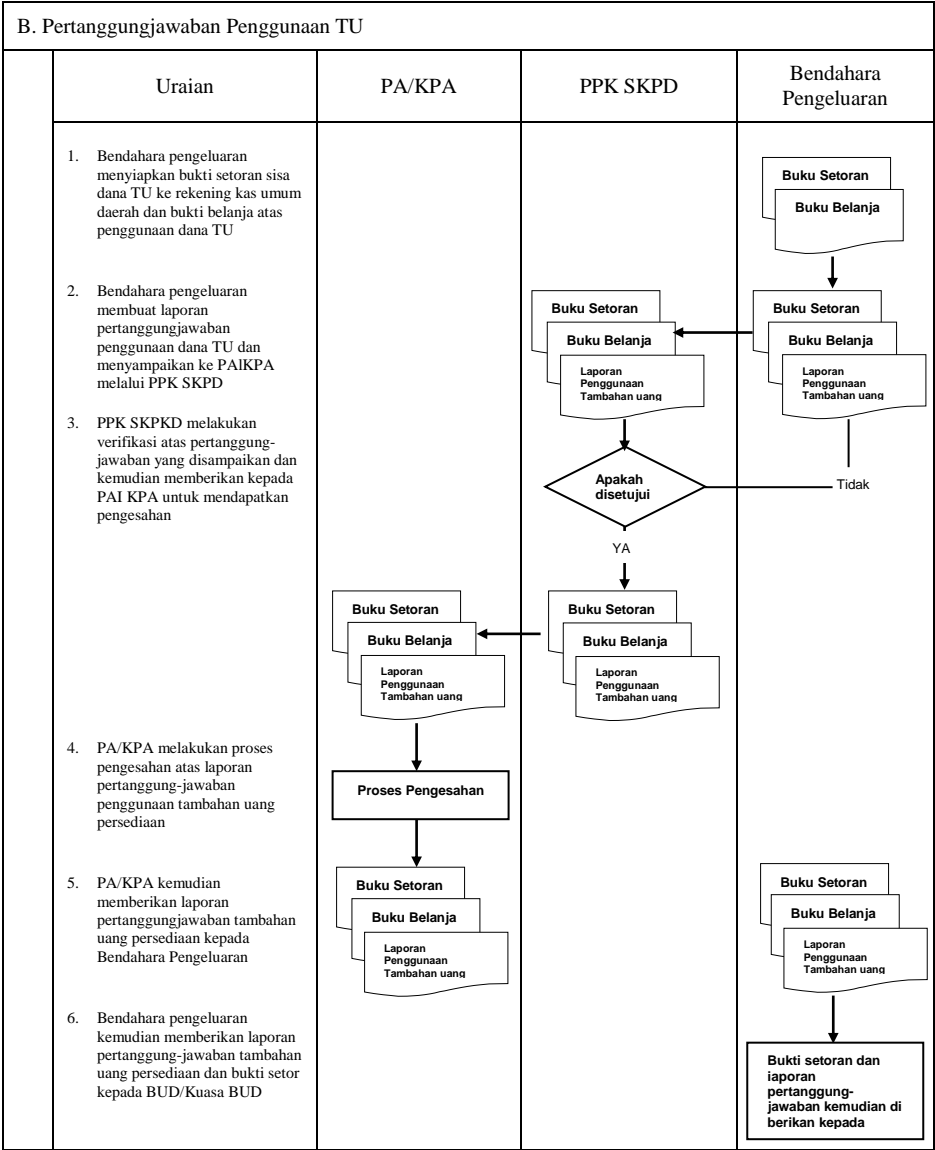 B. Pertanggungjawaban Penggunaan TU
Uraian
PA/KPA
PPK SKPD
Bendahara
Pengeluaran
1. Bendahara pengeluaran
menyiapkan bukti setoran sisa
dana TU ke rekening kas umum
daerah dan bukti belanja atas
penggunaan dana TU
Buku Setoran
Buku Belanja
2. Bendahara pengeluaran
membuat laporan
pertanggungjawaban
penggunaan dana TU dan
menyampaikan ke PAlKPA
melalui PPK SKPD
Buku Setoran
Buku Belanja
Laporan
Penggunaan
Tambahan uang
Buku Setoran
Buku Belanja
Laporan
Penggunaan
Tambahan uang
3. PPK SKPKD melakukan
verifikasi atas pertanggung-
jawaban yang disampaikan dan
kemudian memberikan kepada
PAI KPA untuk mendapatkan
pengesahan
Apakah
disetujui
Tidak
YA
Buku Setoran
Buku Belanja
Laporan
Penggunaan
Tambahan uang
Buku Setoran
Buku Belanja
Laporan
Penggunaan
Tambahan uang
4. PA/KPA melakukan proses
pengesahan atas laporan
pertanggung-jawaban
penggunaan tambahan uang
persediaan
Proses Pengesahan
5. PA/KPA kemudian
memberikan laporan
pertanggungjawaban tambahan
uang persediaan kepada
Bendahara Pengeluaran
Buku Setoran
Buku Belanja
Laporan
Penggunaan
Tambahan uang
Buku Setoran
Buku Belanja
Laporan
Penggunaan
Tambahan uang
6. Bendahara pengeluaran
kemudian memberikan laporan
pertanggung-jawaban tambahan
uang persediaan dan bukti setor
kepada BUD/Kuasa BUD
Bukti setoran dan
iaporan
pertanggung-
jawaban kemudian di
berikan kepada